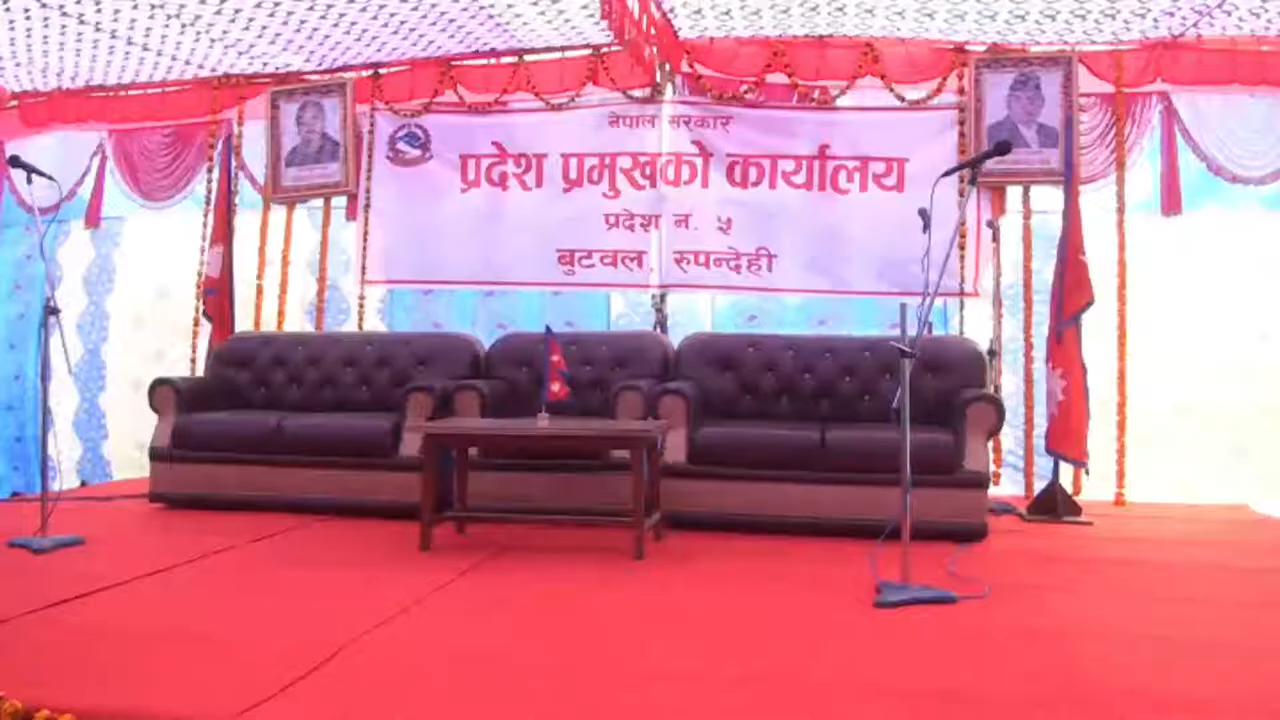 नेपाल सरकार
प्रदेश प्रमुखको कार्यालय
प्रदेश न. ५
बुटवल, रुपन्देही